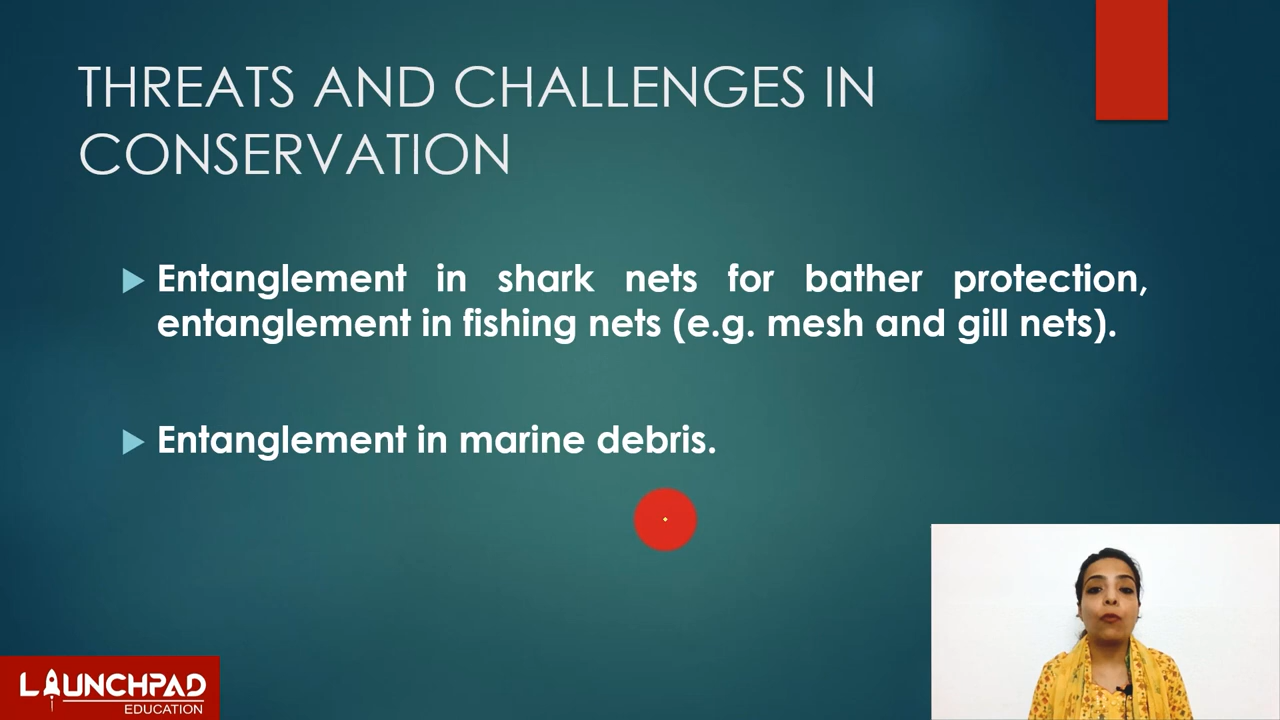 THREATS AND CHALLENGES IN
CONSERVATION
Entanglement in shark nets for bather protection,
entanglement in fishing nets (e.g. mesh and gill nets).
Entanglement in marine debris.
LAUNCHPAD
EDUCATION